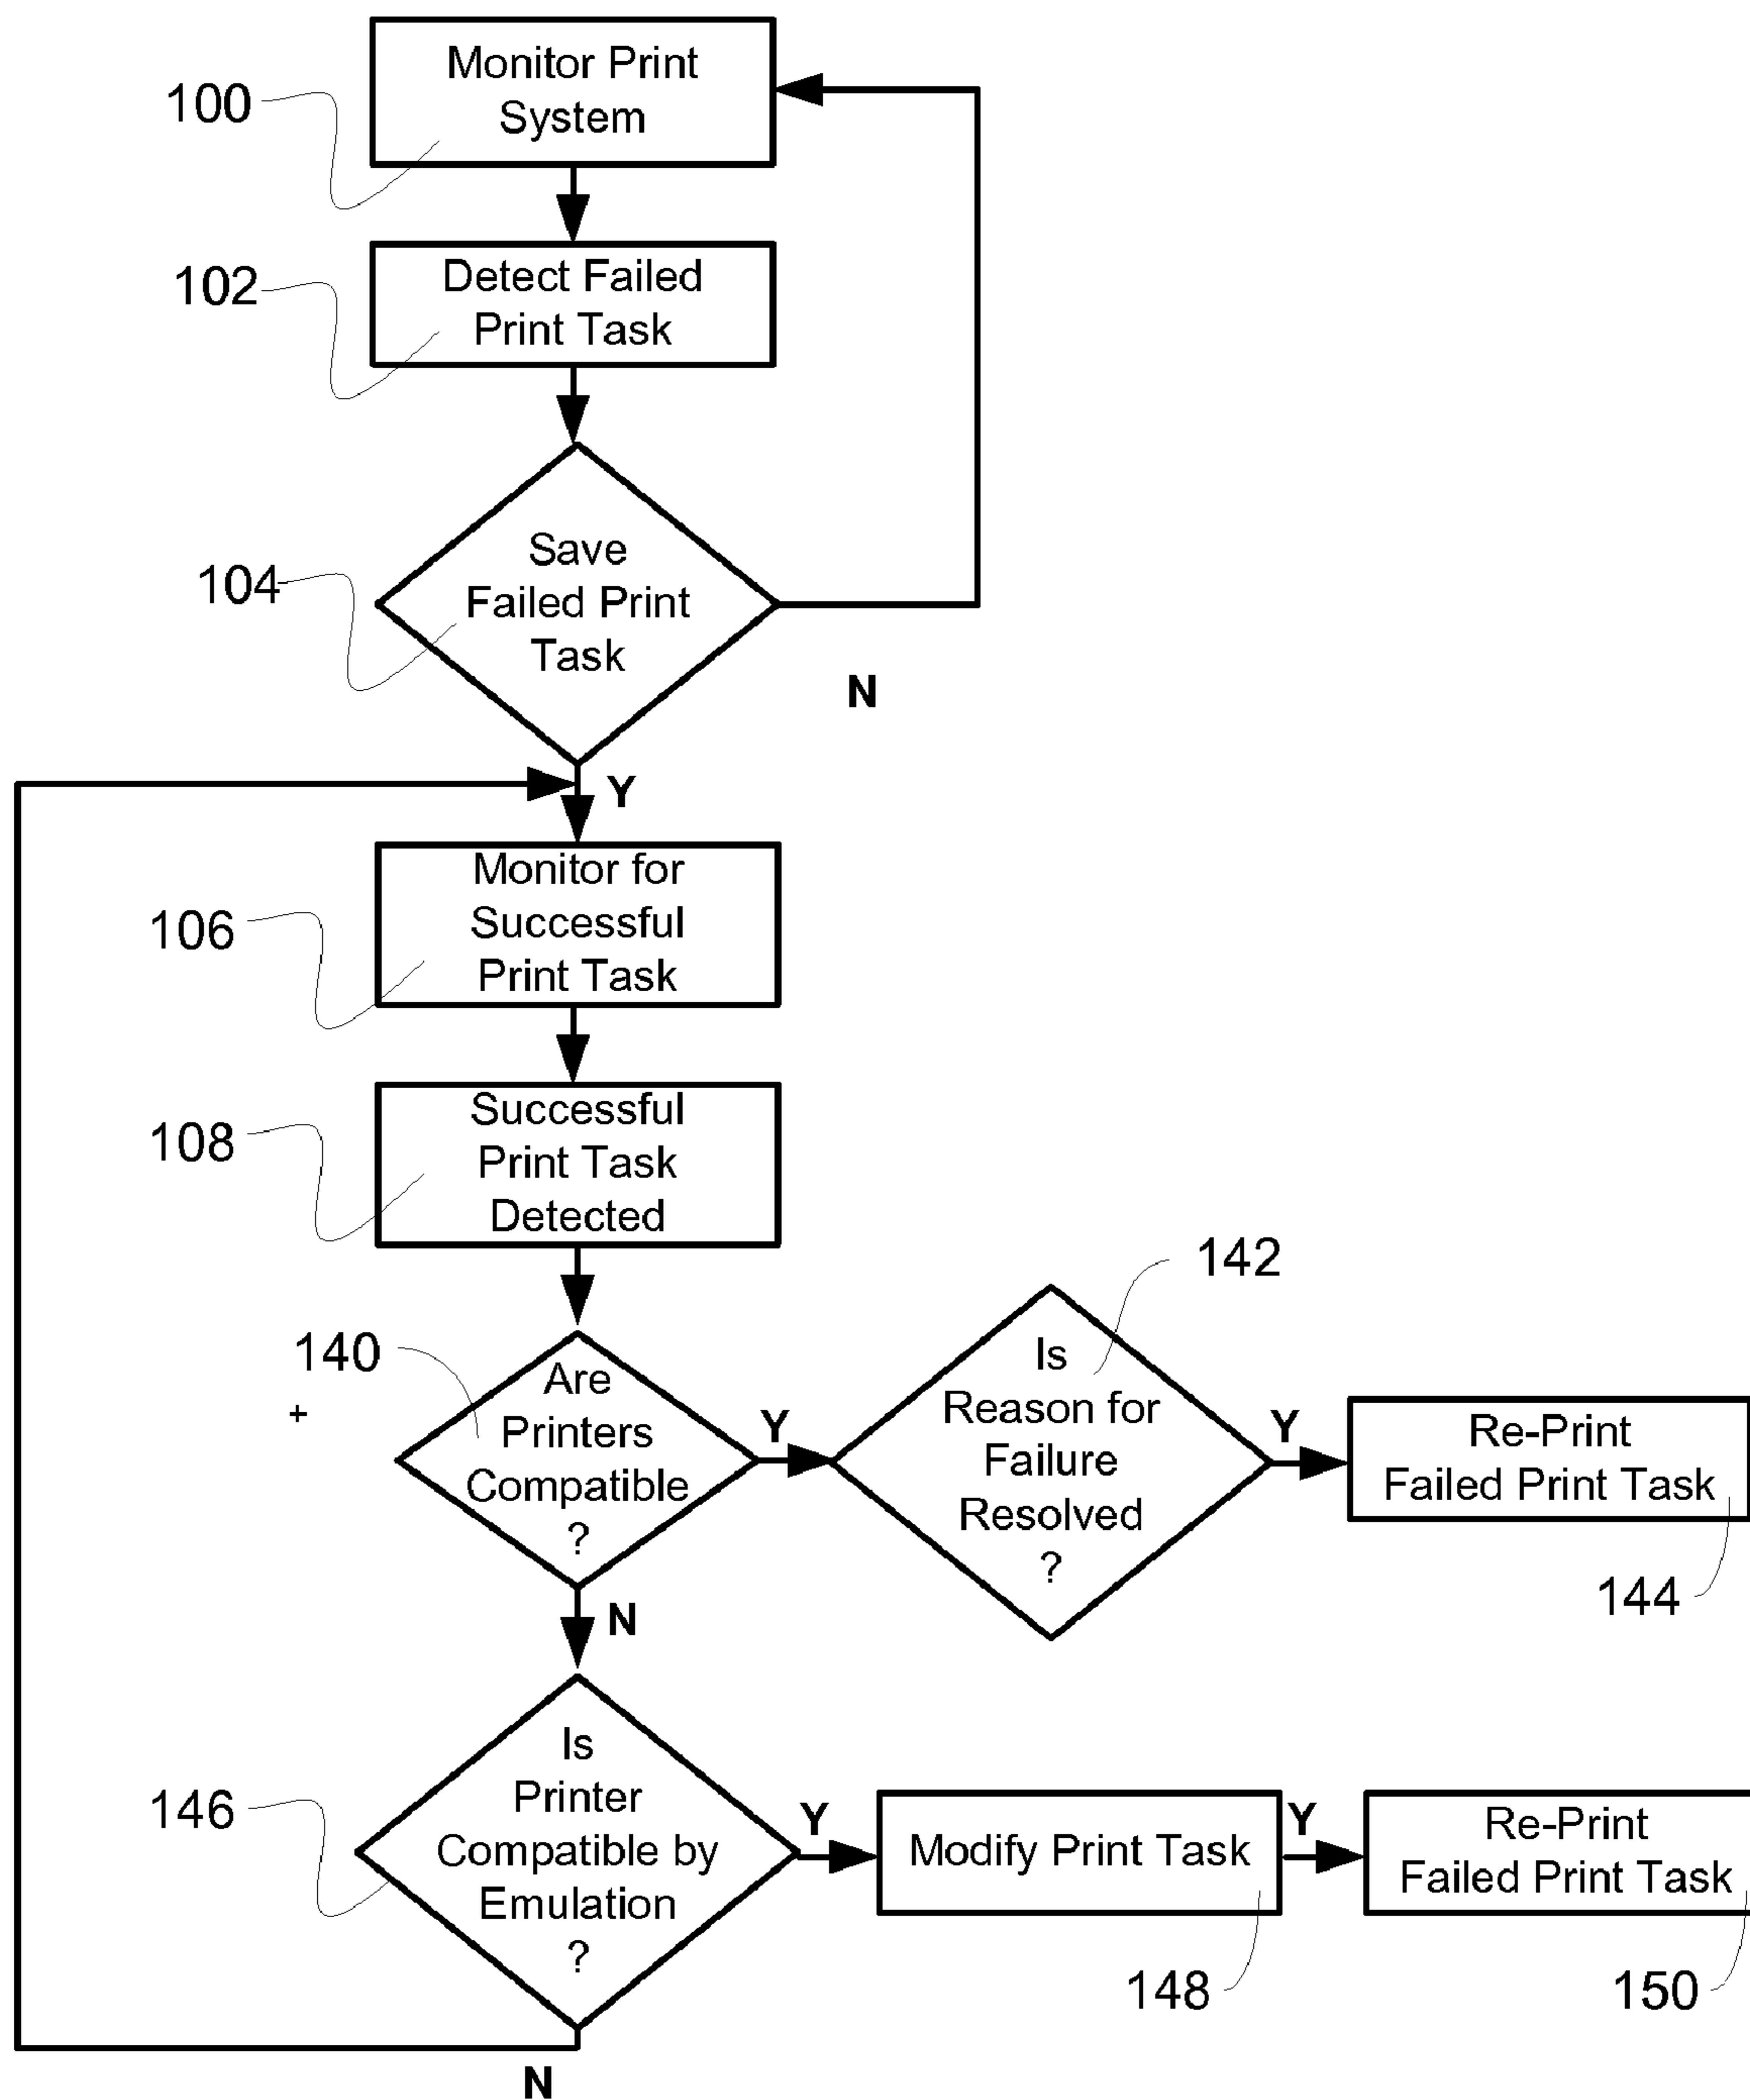 Monitor Print
System
100
Detect Failed
Print Task
102
Save
Failed Print
Task
104
N
Y
Monitor for
Successful
Print Task
106
Successful
Print Task
Detected
108
142
140
+
Are
Printers
Compatible
?
Y
Is
Reason for
Failure
Resolved
?
Y
Re-Print
Failed Print Task
144
N
Is
Printer
Compatible by
Emulation
?
146
Y
Modify Print Task
148
Y
Re-Print
Failed Print Task
150
N